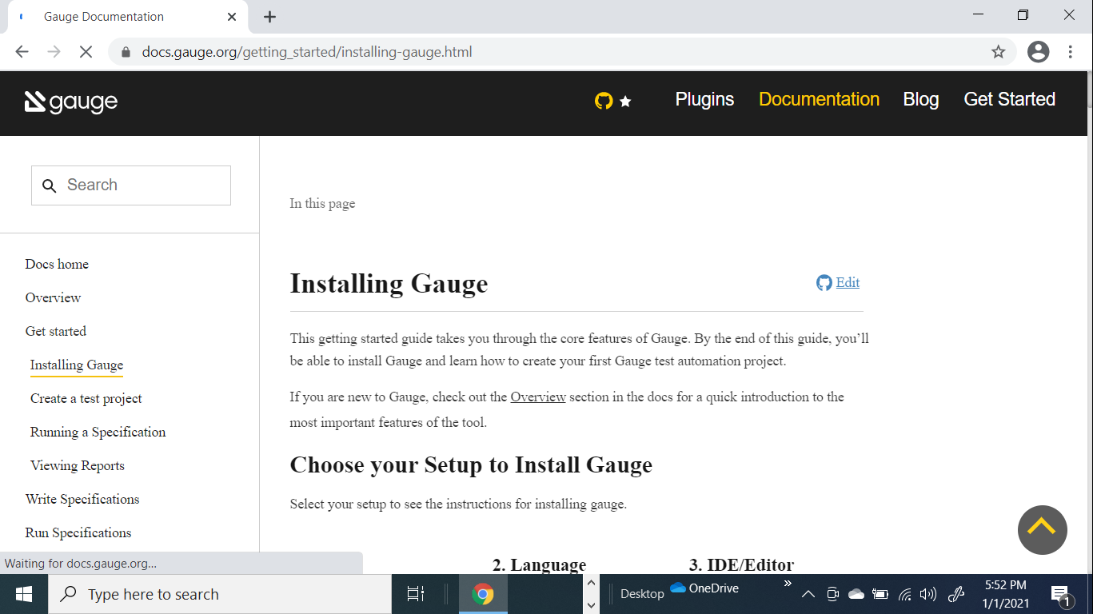 Gauge Documentation
docs.gauge.org/getting_started/installing-gauge.html
gauge
Plugins
Documentation
Blog
Get Started
Search
Docs home
Overview
Get started
Installing Gauge
Create a test project
Running a Specification
Viewing Reports
Write Specifications
Run Specifications
In this page
Installing Gauge
Edit
This getting started guide takes you through the core features of Gauge. By the end of this guide, you’ll
be able to install Gauge and learn how to create your first Gauge test automation project.
If you are new to Gauge, check out the Overview section in the docs for a quick introduction to the
most important features of the tool.
Choose your Setup to Install Gauge
Select your setup to see the instructions for installing gauge.
2. Language
3. IDE/Editor
Waiting for docs.gauge.org...
Type here to search
Desktop
OneDrive
5:52 PM
1/1/2021
1